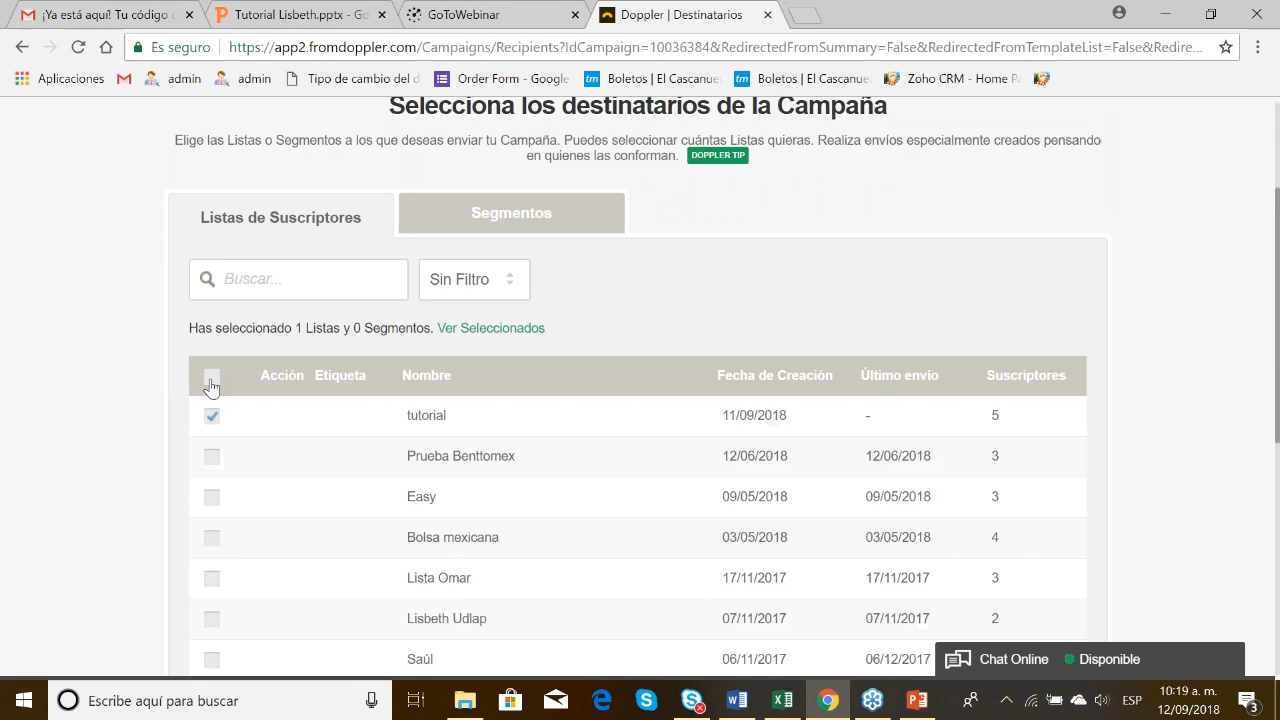 ¡Ya está aquí! Tu código c
Tutorial Lisbeth.pptx - G
GoToWebinar
Doppler | Destinatarios
Es seguro
https://app2.fromdoppler.com/Campaigns/Recipients?IdCampaign=10036384&RedirectedFromSummary=False&RedirectedFromTemplateList=False&Redire...
Aplicaciones
admin
admin
Tipo de cambio del d
Order Form - Google
Boletos | El Cascanue
Boletos | El Cascanue
Zoho CRM - Home Pa
Selecciona los destinatarios de la Campaña
Elige las Listas o Segmentos a los que deseas enviar tu Campaña. Puedes seleccionar cuántas Listas quieras. Realiza envíos especialmente creados pensando
en quienes las conforman. DOPPLER TIP
Listas de Suscriptores
Segmentos
Buscar...
Sin Filtro
Has seleccionado 1 Listas y 0 Segmentos. Ver Seleccionados
Acción Etiqueta Nombre Fecha de Creación Último envío Suscriptores
tutorial 11/09/2018 - 5
Prueba Benttomex 12/06/2018 12/06/2018 3
Easy 09/05/2018 09/05/2018 3
Bolsa mexicana 03/05/2018 03/05/2018 4
Lista Omar 17/11/2017 17/11/2017 3
Lisbeth Udlap 07/11/2017 07/11/2017 2
Saúl 06/11/2017 06/12/2017
Chat Online Disponible
Escribe aquí para buscar
ESP
10:19 a. m.
12/09/2018
3